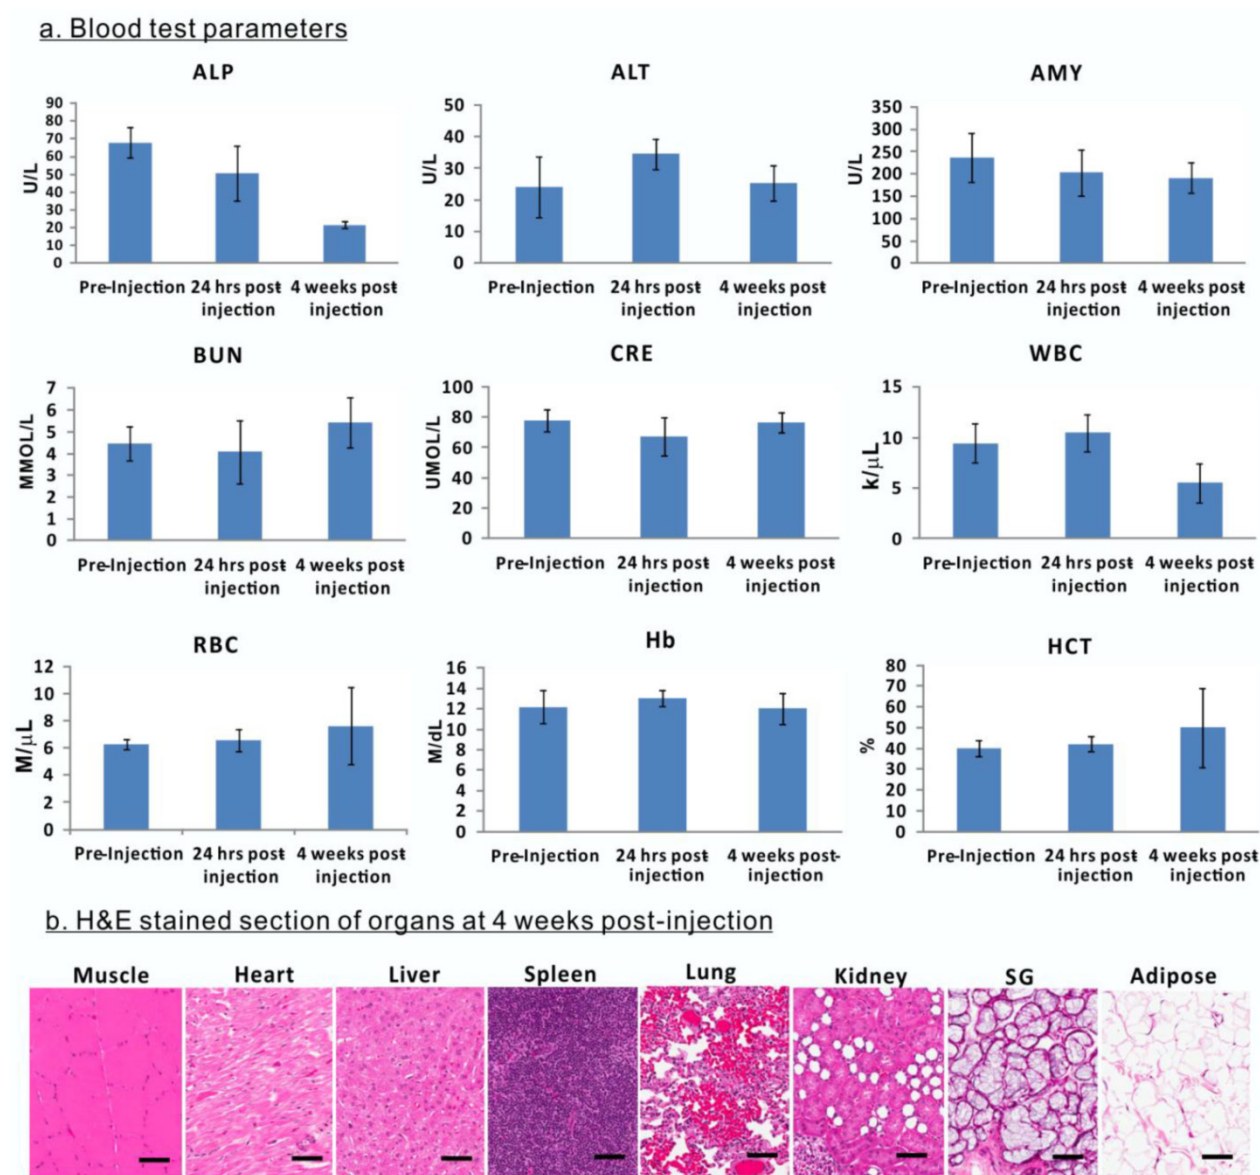 a. Blood test parameters
ALP
U/L
90
80
70
60
50
40
30
20
10
0
Pre-Injection 24 hrs post- 4 weeks post-
injection injection
ALT
U/L
50
40
30
20
10
0
Pre-Injection 24 hrs post- 4 weeks post-
injection injection
AMY
U/L
350
300
250
200
150
100
50
0
Pre-Injection 24 hrs post- 4 weeks post-
injection injection
BUN
MMOL/L
7
6
5
4
3
2
1
0
Pre-Injection 24 hrs post- 4 weeks post-
injection injection
CRE
UMOL/L
100
80
60
40
20
0
Pre-Injection 24 hrs post- 4 weeks post-
injection injection
WBC
k/μL
15
10
5
0
Pre-Injection 24 hrs post- 4 weeks post-
injection injection
RBC
M/μL
12
10
8
6
4
2
0
Pre-Injection 24 hrs post- 4 weeks post-
injection injection
Hb
M/dL
16
14
12
10
8
6
4
2
0
Pre-Injection 24 hrs post- 4 weeks post-
injection injection
HCT
%
80
70
60
50
40
30
20
10
0
Pre-Injection 24 hrs post- 4 weeks post-
injection injection
b. H&E stained section of organs at 4 weeks post-injection
Muscle Heart Liver Spleen Lung Kidney SG Adipose